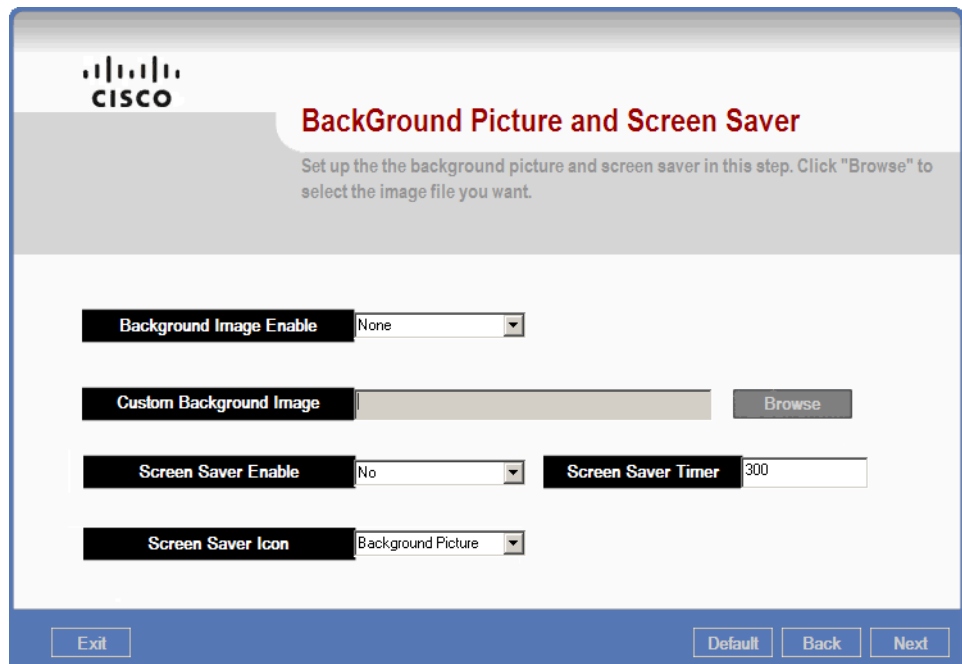 CISCO
BackGround Picture and Screen Saver
Set up the the background picture and screen saver in this step. Click "Browse" to
select the image file you want.
Background Image Enable None
Custom Background Image Browse
Screen Saver Enable No Screen Saver Timer 300
Screen Saver Icon Background Picture
Exit Default Back Next